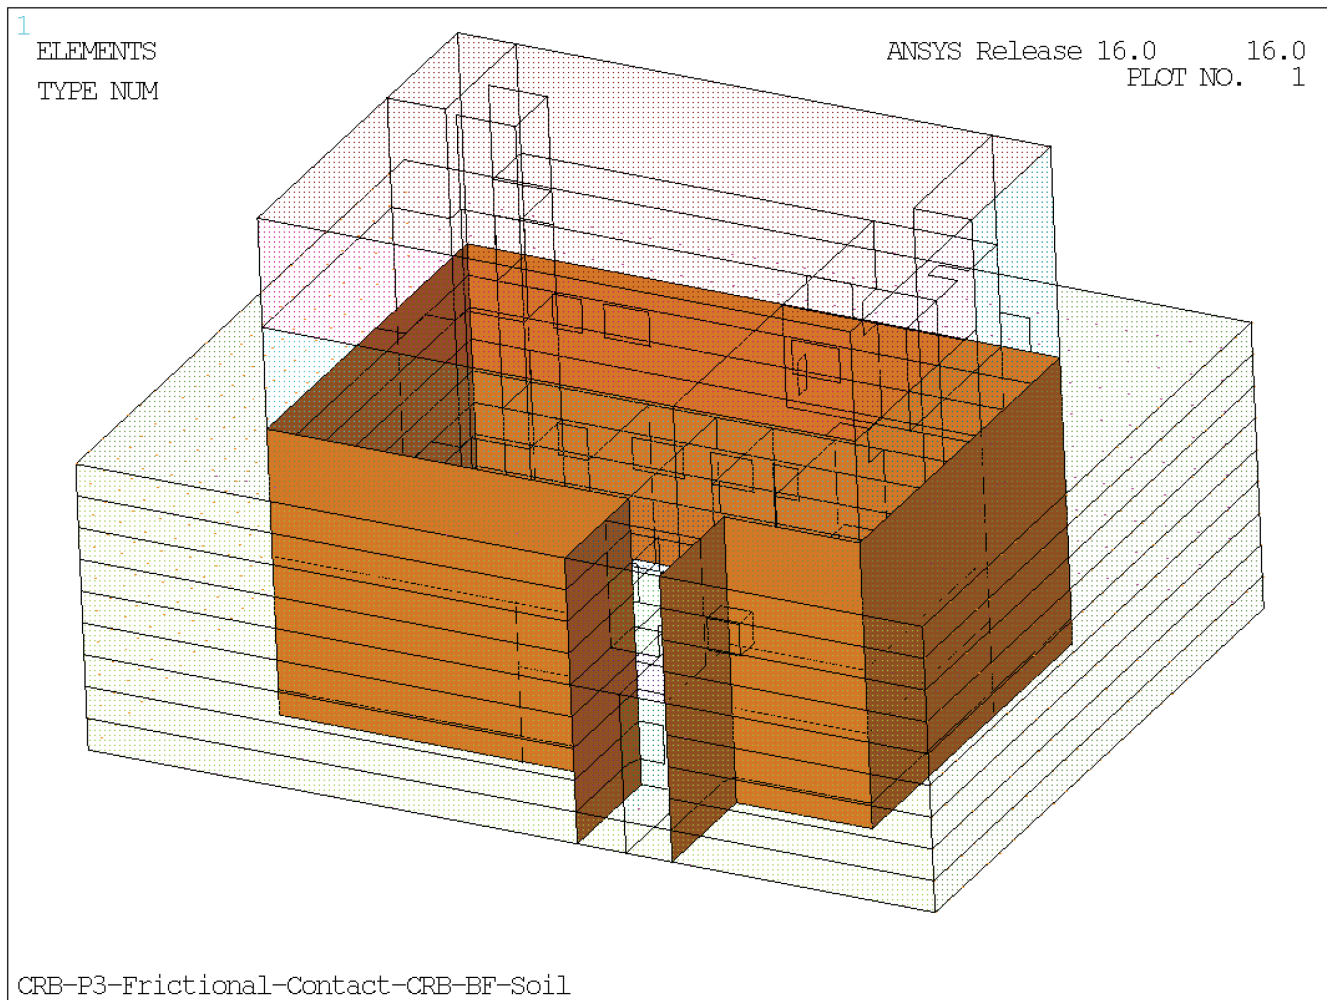 1
ELEMENTS
TYPE NUM
ANSYS Release 16.0 16.0
PLOT NO. 1
CRB-P3-Frictional-Contact-CRB-BF-Soil